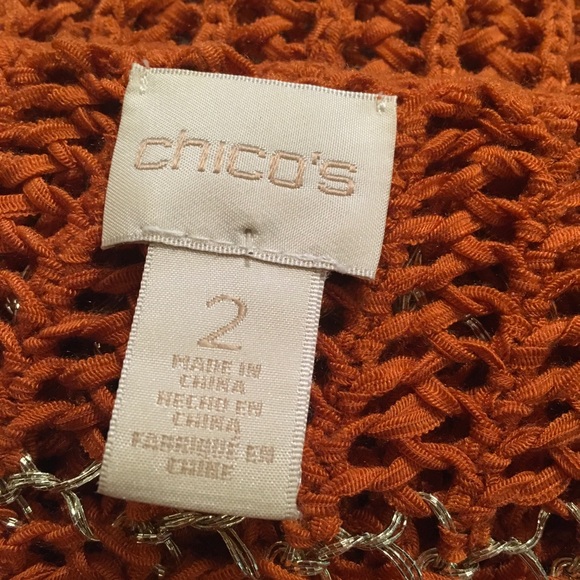 chico's
2
MADE IN
CHINA
HECHO EN
CHINA
FABRIQUÉ EN
CHINE